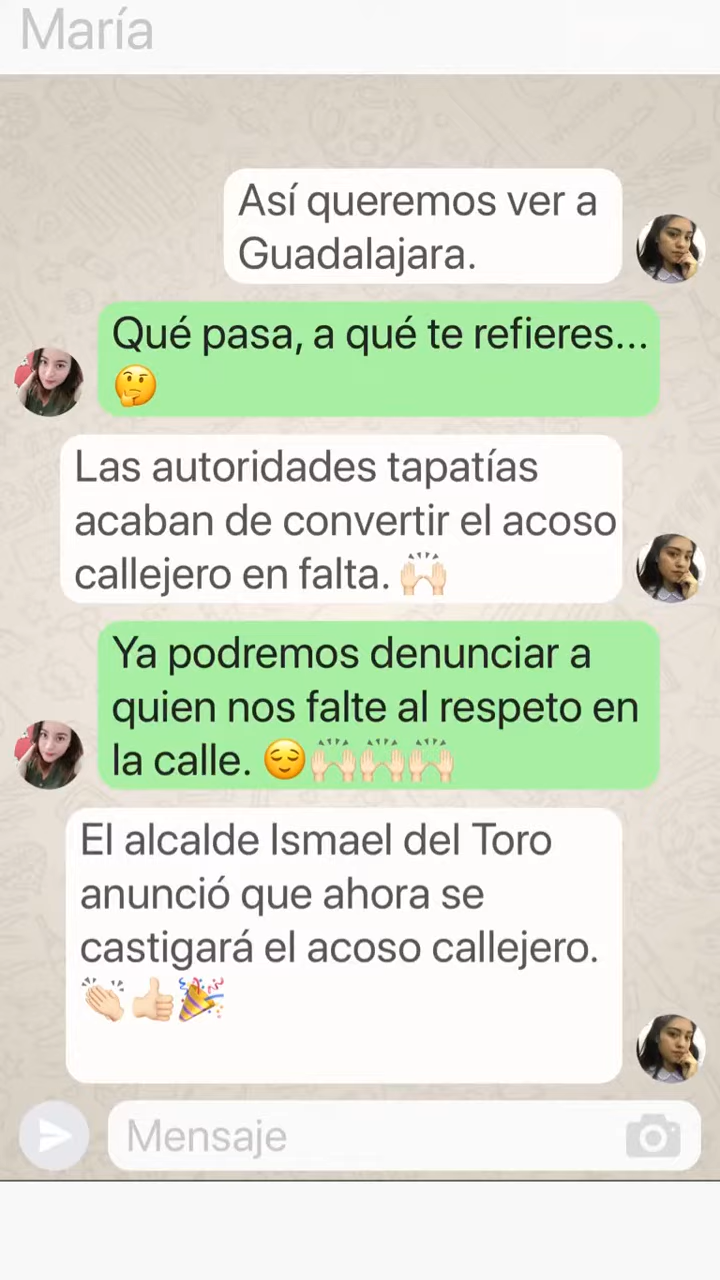 María
Así queremos ver a
Guadalajara.
Qué pasa, a qué te refieres...
🤔
Las autoridades tapatías
acaban de convertir el acoso
callejero en falta. 🙌🏻
Ya podremos denunciar a
quien nos falte al respeto en
la calle. 😌🙌🏻🙌🏻🙌🏻
El alcalde Ismael del Toro
anunció que ahora se
castigará el acoso callejero.
👏🏻👍🏻🎉
Mensaje